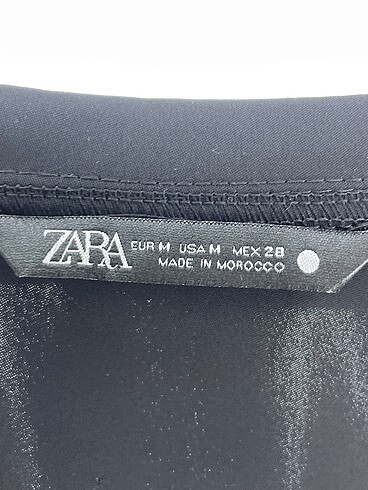 ZARA
EUR M USA M MEX 28
MADE IN MOROCCO